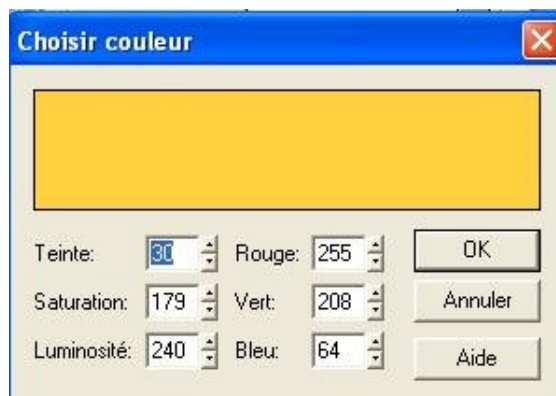 Choisir couleur
Teinte: 30 Rouge: 255 OK
Saturation: 179 Vert: 208 Annuler
Luminosité: 240 Bleu: 64 Aide